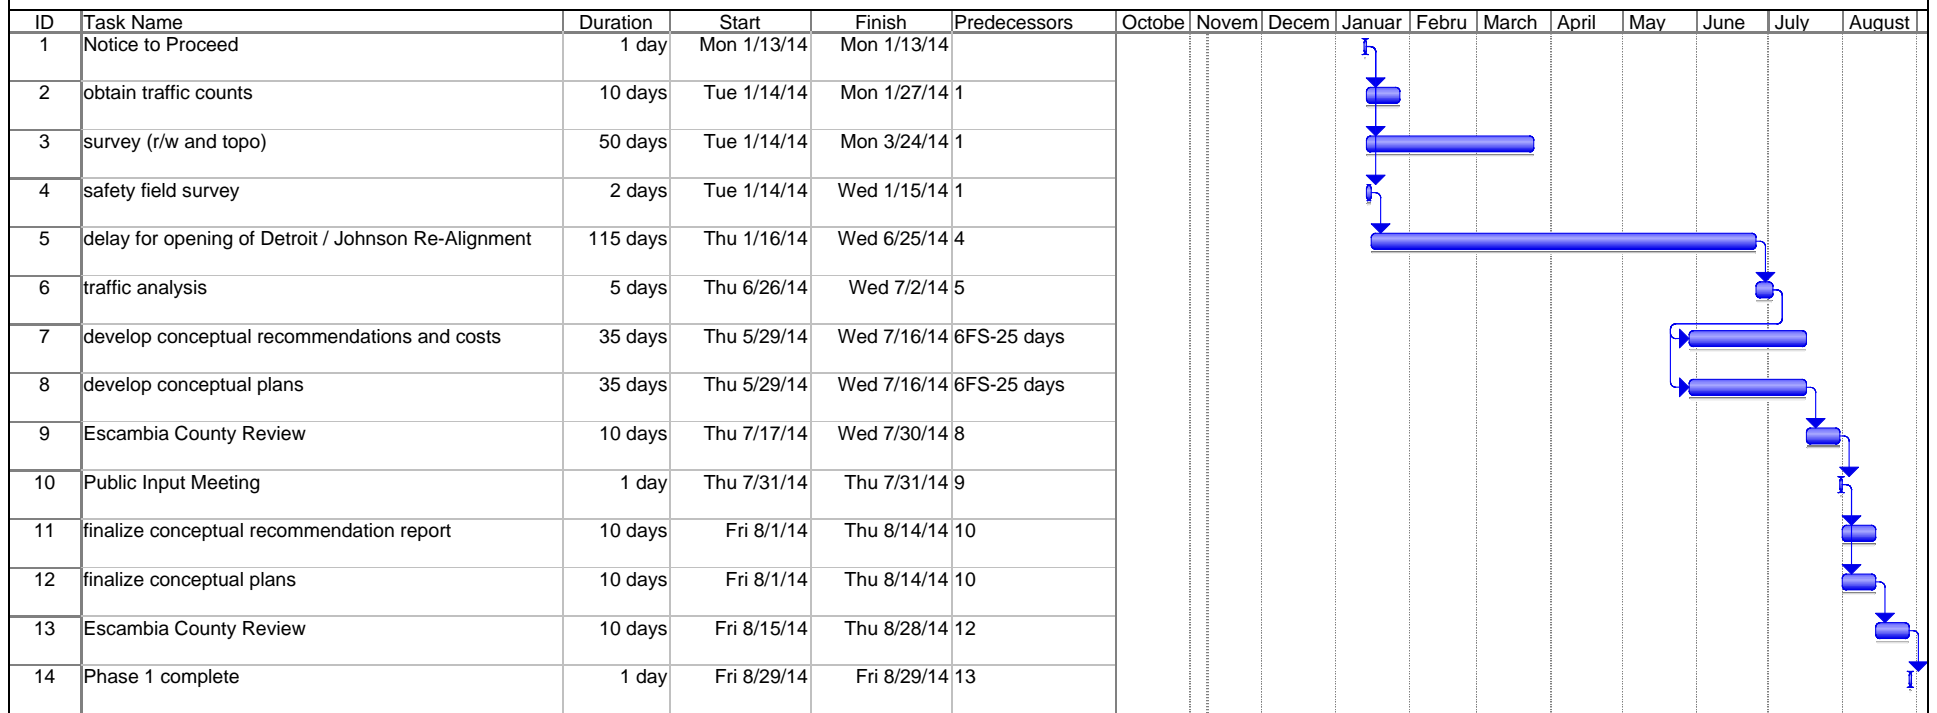 ID Task Name Duration Start Finish Predecessors Octobe Novem Decem Januar Febru March April May June July August
1 Notice to Proceed 1 day Mon 1/13/14 Mon 1/13/14
2 obtain traffic counts 10 days Tue 1/14/14 Mon 1/27/14 1
3 survey (r/w and topo) 50 days Tue 1/14/14 Mon 3/24/14 1
4 safety field survey 2 days Tue 1/14/14 Wed 1/15/14 1
5 delay for opening of Detroit / Johnson Re-Alignment 115 days Thu 1/16/14 Wed 6/25/14 4
6 traffic analysis 5 days Thu 6/26/14 Wed 7/2/14 5
7 develop conceptual recommendations and costs 35 days Thu 5/29/14 Wed 7/16/14 6FS-25 days
8 develop conceptual plans 35 days Thu 5/29/14 Wed 7/16/14 6FS-25 days
9 Escambia County Review 10 days Thu 7/17/14 Wed 7/30/14 8
10 Public Input Meeting 1 day Thu 7/31/14 Thu 7/31/14 9
11 finalize conceptual recommendation report 10 days Fri 8/1/14 Thu 8/14/14 10
12 finalize conceptual plans 10 days Fri 8/1/14 Thu 8/14/14 10
13 Escambia County Review 10 days Fri 8/15/14 Thu 8/28/14 12
14 Phase 1 complete 1 day Fri 8/29/14 Fri 8/29/14 13